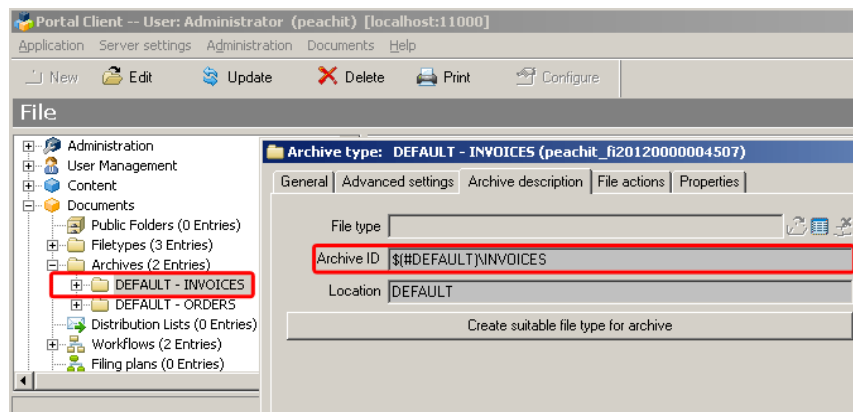 Portal Client -- User: Administrator (peachit) [localhost:11000]
Application Server settings Administration Documents Help
New Edit Update Delete Print Configure
File
Administration
User Management
Content
Documents
Public Folders (0 Entries)
Filetypes (3 Entries)
Archives (2 Entries)
DEFAULT - INVOICES
DEFAULT - ORDERS
Distribution Lists (0 Entries)
Workflows (2 Entries)
Filing plans (0 Entries)
Archive type: DEFAULT - INVOICES (peachit_fi20120000004507)
General Advanced settings Archive description File actions Properties
File type
Archive ID $(#DEFAULT)\INVOICES
Location DEFAULT
Create suitable file type for archive